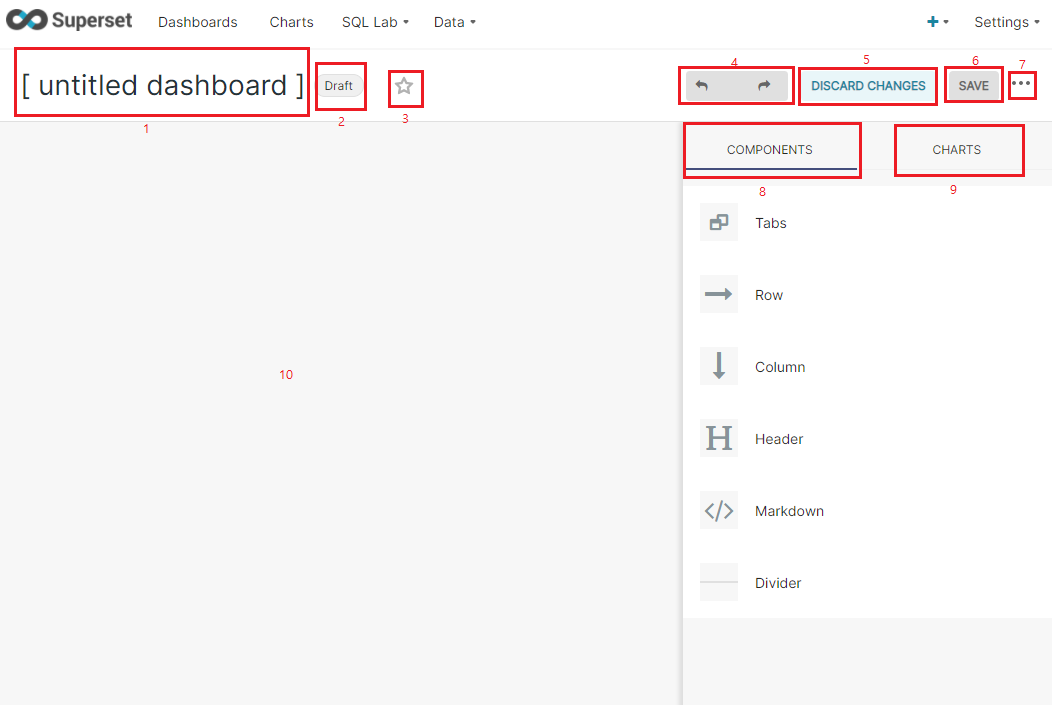 Superset Dashboards Charts SQL Lab Data + Settings
[ untitled dashboard ] Draft DISCARD CHANGES SAVE •••
1 2 3 4 5 6 7
COMPONENTS CHARTS
8 9
Tabs
Row
Column
10
H Header
</> Markdown
Divider